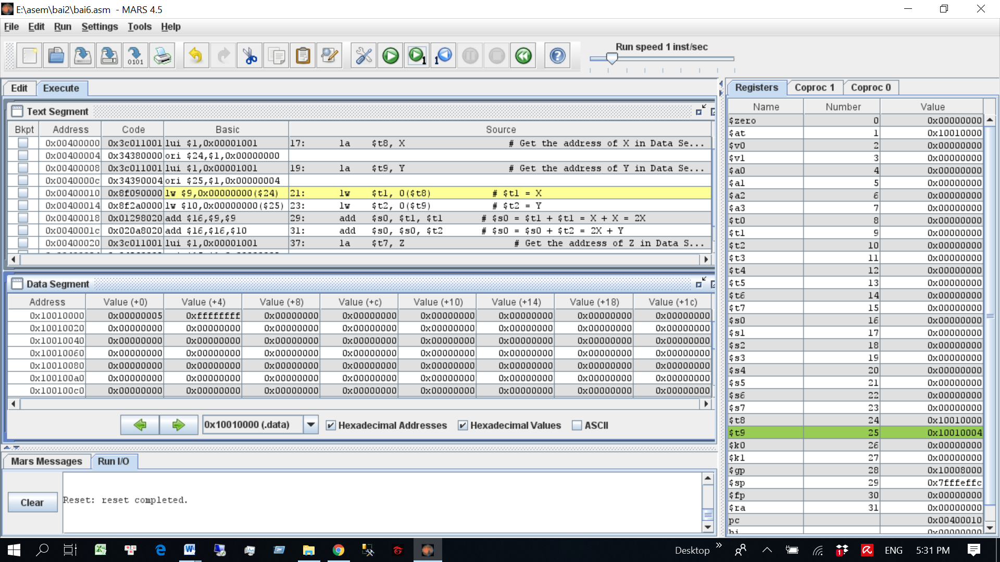 E:\asem\bai2\bai6.asm - MARS 4.5
File Edit Run Settings Tools Help
Run speed 1 inst/sec
0101 1 1
Edit Execute
Text Segment
Bkpt Address Code Basic Source
0x00400000 0x3c011001 lui $1,0x00001001 17: la $t8, X # Get the address of X in Data Se...
0x00400004 0x34380000 ori $24,$1,0x00000000
0x00400008 0x3c011001 lui $1,0x00001001 19: la $t9, Y # Get the address of Y in Data Se...
0x0040000c 0x34390004 ori $25,$1,0x00000004
0x00400010 0x8f090000 lw $9,0x00000000($24) 21: lw $t1, 0($t8) # $t1 = X
0x00400014 0x8f2a0000 lw $10,0x00000000($25) 23: lw $t2, 0($t9) # $t2 = Y
0x00400018 0x01298020 add $16,$9,$9 29: add $s0, $t1, $t1 # $s0 = $t1 + $t1 = X + X = 2X
0x0040001c 0x020a8020 add $16,$16,$10 31: add $s0, $s0, $t2 # $s0 = $s0 + $t2 = 2X + Y
0x00400020 0x3c011001 lui $1,0x00001001 37: la $t7, Z # Get the address of Z in Data S...
Data Segment
Address Value (+0) Value (+4) Value (+8) Value (+c) Value (+10) Value (+14) Value (+18) Value (+1c)
0x10010000 0x00000005 0xffffffff 0x00000000 0x00000000 0x00000000 0x00000000 0x00000000 0x00000000
0x10010020 0x00000000 0x00000000 0x00000000 0x00000000 0x00000000 0x00000000 0x00000000 0x00000000
0x10010040 0x00000000 0x00000000 0x00000000 0x00000000 0x00000000 0x00000000 0x00000000 0x00000000
0x10010060 0x00000000 0x00000000 0x00000000 0x00000000 0x00000000 0x00000000 0x00000000 0x00000000
0x10010080 0x00000000 0x00000000 0x00000000 0x00000000 0x00000000 0x00000000 0x00000000 0x00000000
0x100100a0 0x00000000 0x00000000 0x00000000 0x00000000 0x00000000 0x00000000 0x00000000 0x00000000
0x100100c0 0x00000000 0x00000000 0x00000000 0x00000000 0x00000000 0x00000000 0x00000000 0x00000000
0x10010000 (.data) Hexadecimal Addresses Hexadecimal Values ASCII
Mars Messages Run I/O
Clear
Reset: reset completed.
Registers Coproc 1 Coproc 0
Name Number Value
$zero 0 0x00000000
$at 1 0x10010000
$v0 2 0x00000000
$v1 3 0x00000000
$a0 4 0x00000000
$a1 5 0x00000000
$a2 6 0x00000000
$a3 7 0x00000000
$t0 8 0x00000000
$t1 9 0x00000000
$t2 10 0x00000000
$t3 11 0x00000000
$t4 12 0x00000000
$t5 13 0x00000000
$t6 14 0x00000000
$t7 15 0x00000000
$s0 16 0x00000000
$s1 17 0x00000000
$s2 18 0x00000000
$s3 19 0x00000000
$s4 20 0x00000000
$s5 21 0x00000000
$s6 22 0x00000000
$s7 23 0x00000000
$t8 24 0x10010000
$t9 25 0x10010004
$k0 26 0x00000000
$k1 27 0x00000000
$gp 28 0x10008000
$sp 29 0x7fffeffc
$fp 30 0x00000000
$ra 31 0x00000000
pc 0x00400010
hi 0x00000000
Desktop ENG 5:31 PM